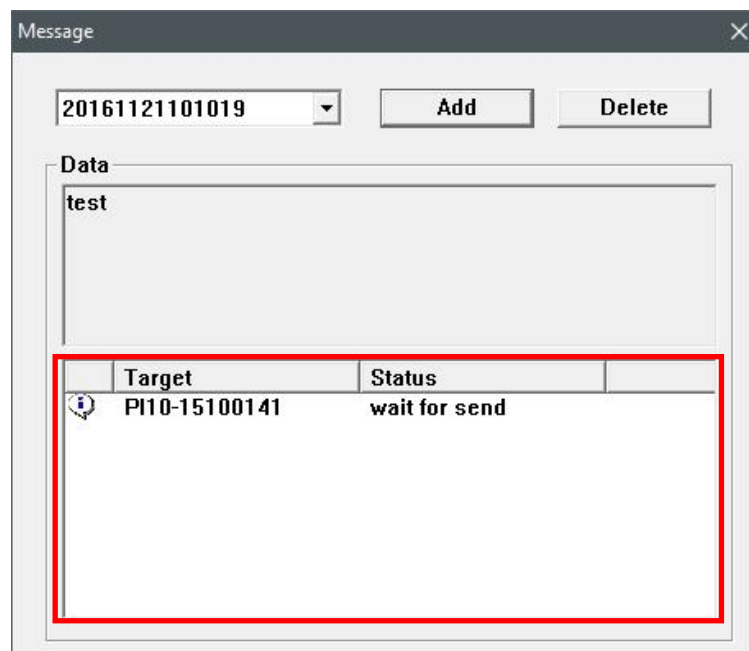 Message
20161121101019 Add Delete
Data
test
Target Status
PI10-15100141 wait for send